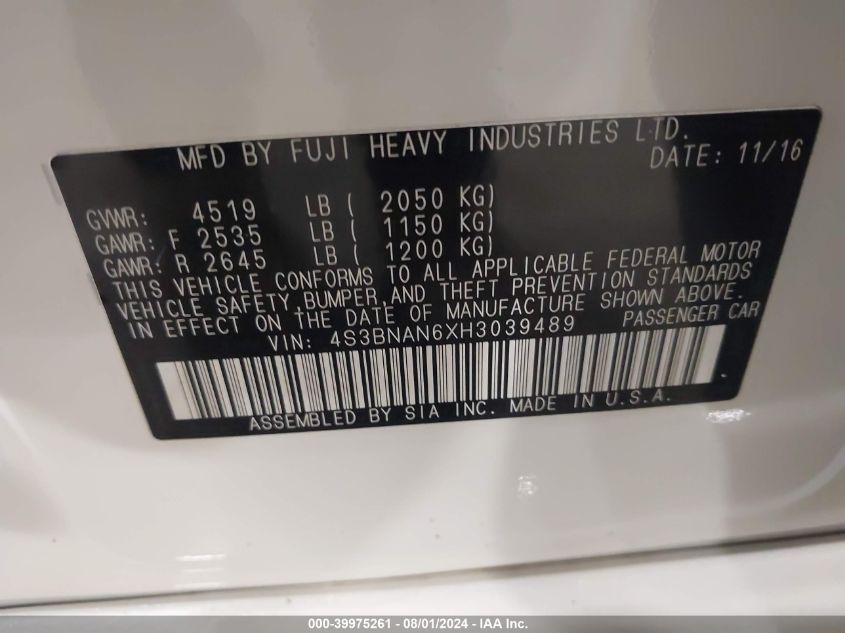 MFD BY FUJI HEAVY INDUSTRIES LTD.
DATE: 11/16
GVWR: 4519 LB ( 2050 KG)
GAWR: F 2535 LB ( 1150 KG)
GAWR: R 2645 LB ( 1200 KG)
THIS VEHICLE CONFORMS TO ALL APPLICABLE FEDERAL MOTOR
VEHICLE SAFETY, BUMPER, AND THEFT PREVENTION STANDARDS
IN EFFECT ON THE DATE OF MANUFACTURE SHOWN ABOVE.
VIN: 4S3BNAN6XH3039489 PASSENGER CAR
ASSEMBLED BY SIA INC. MADE IN U.S.A.
000-39975261 - 08/01/2024 - IAA Inc.